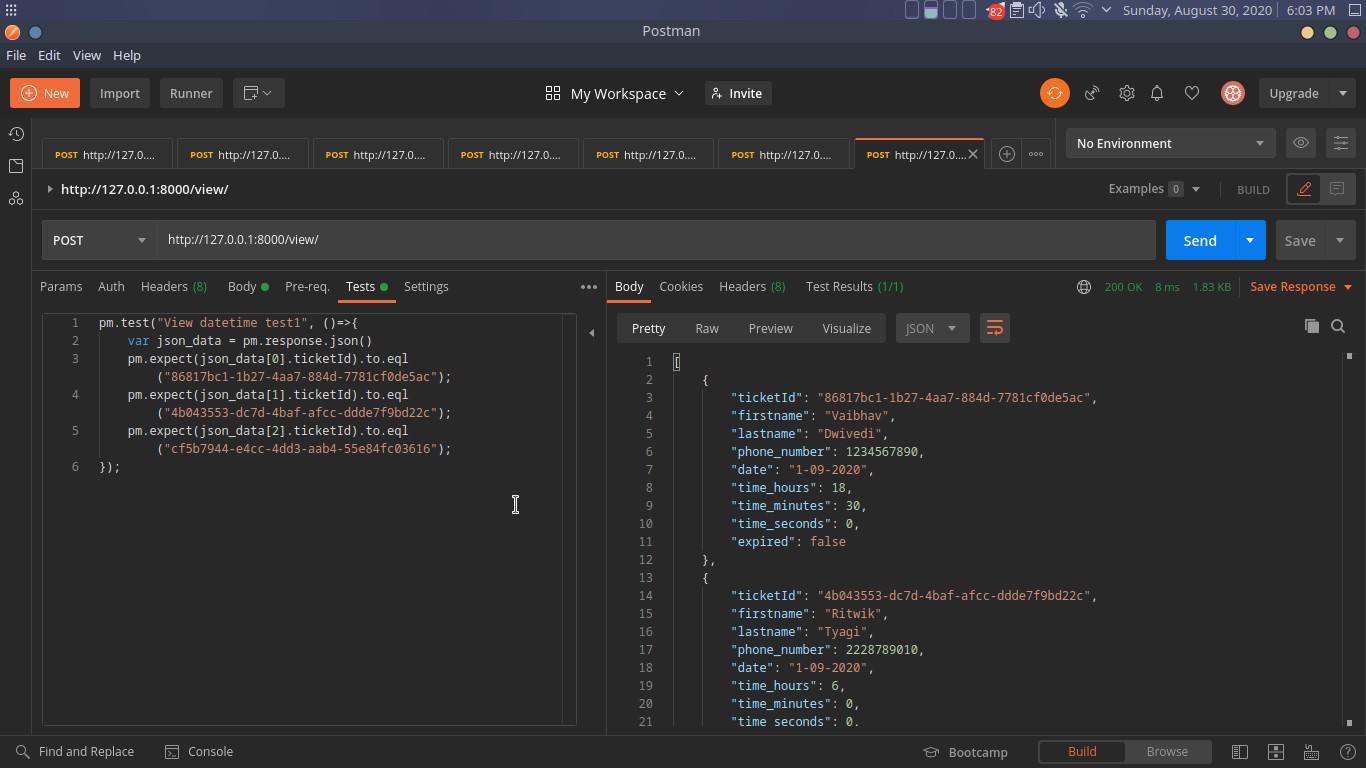 82 Sunday, August 30, 2020 6:03 PM
Postman
File Edit View Help
New Import Runner My Workspace Invite Upgrade
POST http://127.0.... POST http://127.0.... POST http://127.0.... POST http://127.0.... POST http://127.0.... POST http://127.0.... POST http://127.0.... No Environment
http://127.0.0.1:8000/view/ Examples 0 BUILD
POST http://127.0.0.1:8000/view/ Send Save
Params Auth Headers (8) Body Pre-req. Tests Settings
1 pm.test("View datetime test1", ()=>{
2 var json_data = pm.response.json()
3 pm.expect(json_data[0].ticketId).to.eql
("86817bc1-1b27-4aa7-884d-7781cf0de5ac");
4 pm.expect(json_data[1].ticketId).to.eql
("4b043553-dc7d-4baf-afcc-ddde7f9bd22c");
5 pm.expect(json_data[2].ticketId).to.eql
("cf5b7944-e4cc-4dd3-aab4-55e84fc03616");
6 });
Body Cookies Headers (8) Test Results (1/1) 200 OK 8 ms 1.83 KB Save Response
Pretty Raw Preview Visualize JSON
1 [
2 {
3 "ticketId": "86817bc1-1b27-4aa7-884d-7781cf0de5ac",
4 "firstname": "Vaibhav",
5 "lastname": "Dwivedi",
6 "phone_number": 1234567890,
7 "date": "1-09-2020",
8 "time_hours": 18,
9 "time_minutes": 30,
10 "time_seconds": 0,
11 "expired": false
12 },
13 {
14 "ticketId": "4b043553-dc7d-4baf-afcc-ddde7f9bd22c",
15 "firstname": "Ritwik",
16 "lastname": "Tyagi",
17 "phone_number": 2228789010,
18 "date": "1-09-2020",
19 "time_hours": 6,
20 "time_minutes": 0,
21 "time_seconds": 0,
Find and Replace Console Bootcamp Build Browse